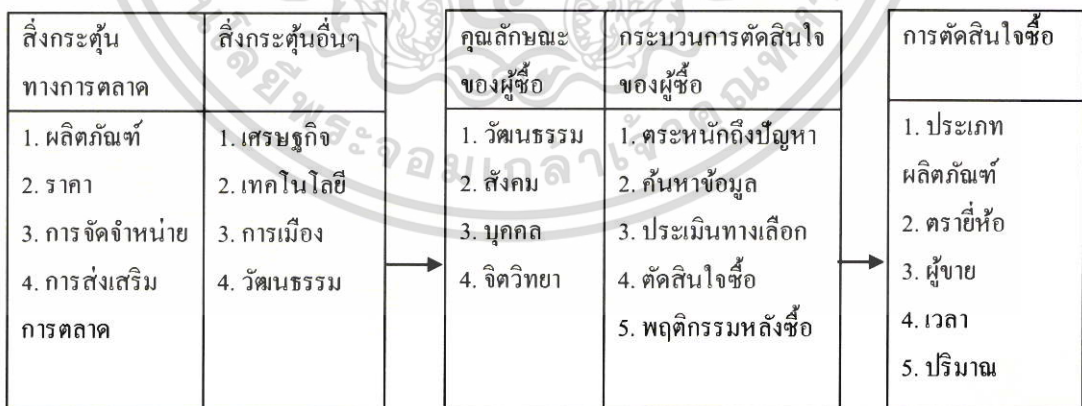 สิ่งกระตุ้น
ทางการตลาด
1. ผลิตภัณฑ์
2. ราคา
3. การจัดจำหน่าย
4. การส่งเสริม
การตลาด
สิ่งกระตุ้นอื่นๆ
1. เศรษฐกิจ
2. เทคโนโลยี
3. การเมือง
4. วัฒนธรรม
คุณลักษณะ
ของผู้ซื้อ
1. วัฒนธรรม
2. สังคม
3. บุคคล
4. จิตวิทยา
กระบวนการตัดสินใจ
ของผู้ซื้อ
1. ตระหนักถึงปัญหา
2. ค้นหาข้อมูล
3. ประเมินทางเลือก
4. ตัดสินใจซื้อ
5. พฤติกรรมหลังซื้อ
การตัดสินใจซื้อ
1. ประเภท
ผลิตภัณฑ์
2. ตรายี่ห้อ
3. ผู้ขาย
4. เวลา
5. ปริมาณ